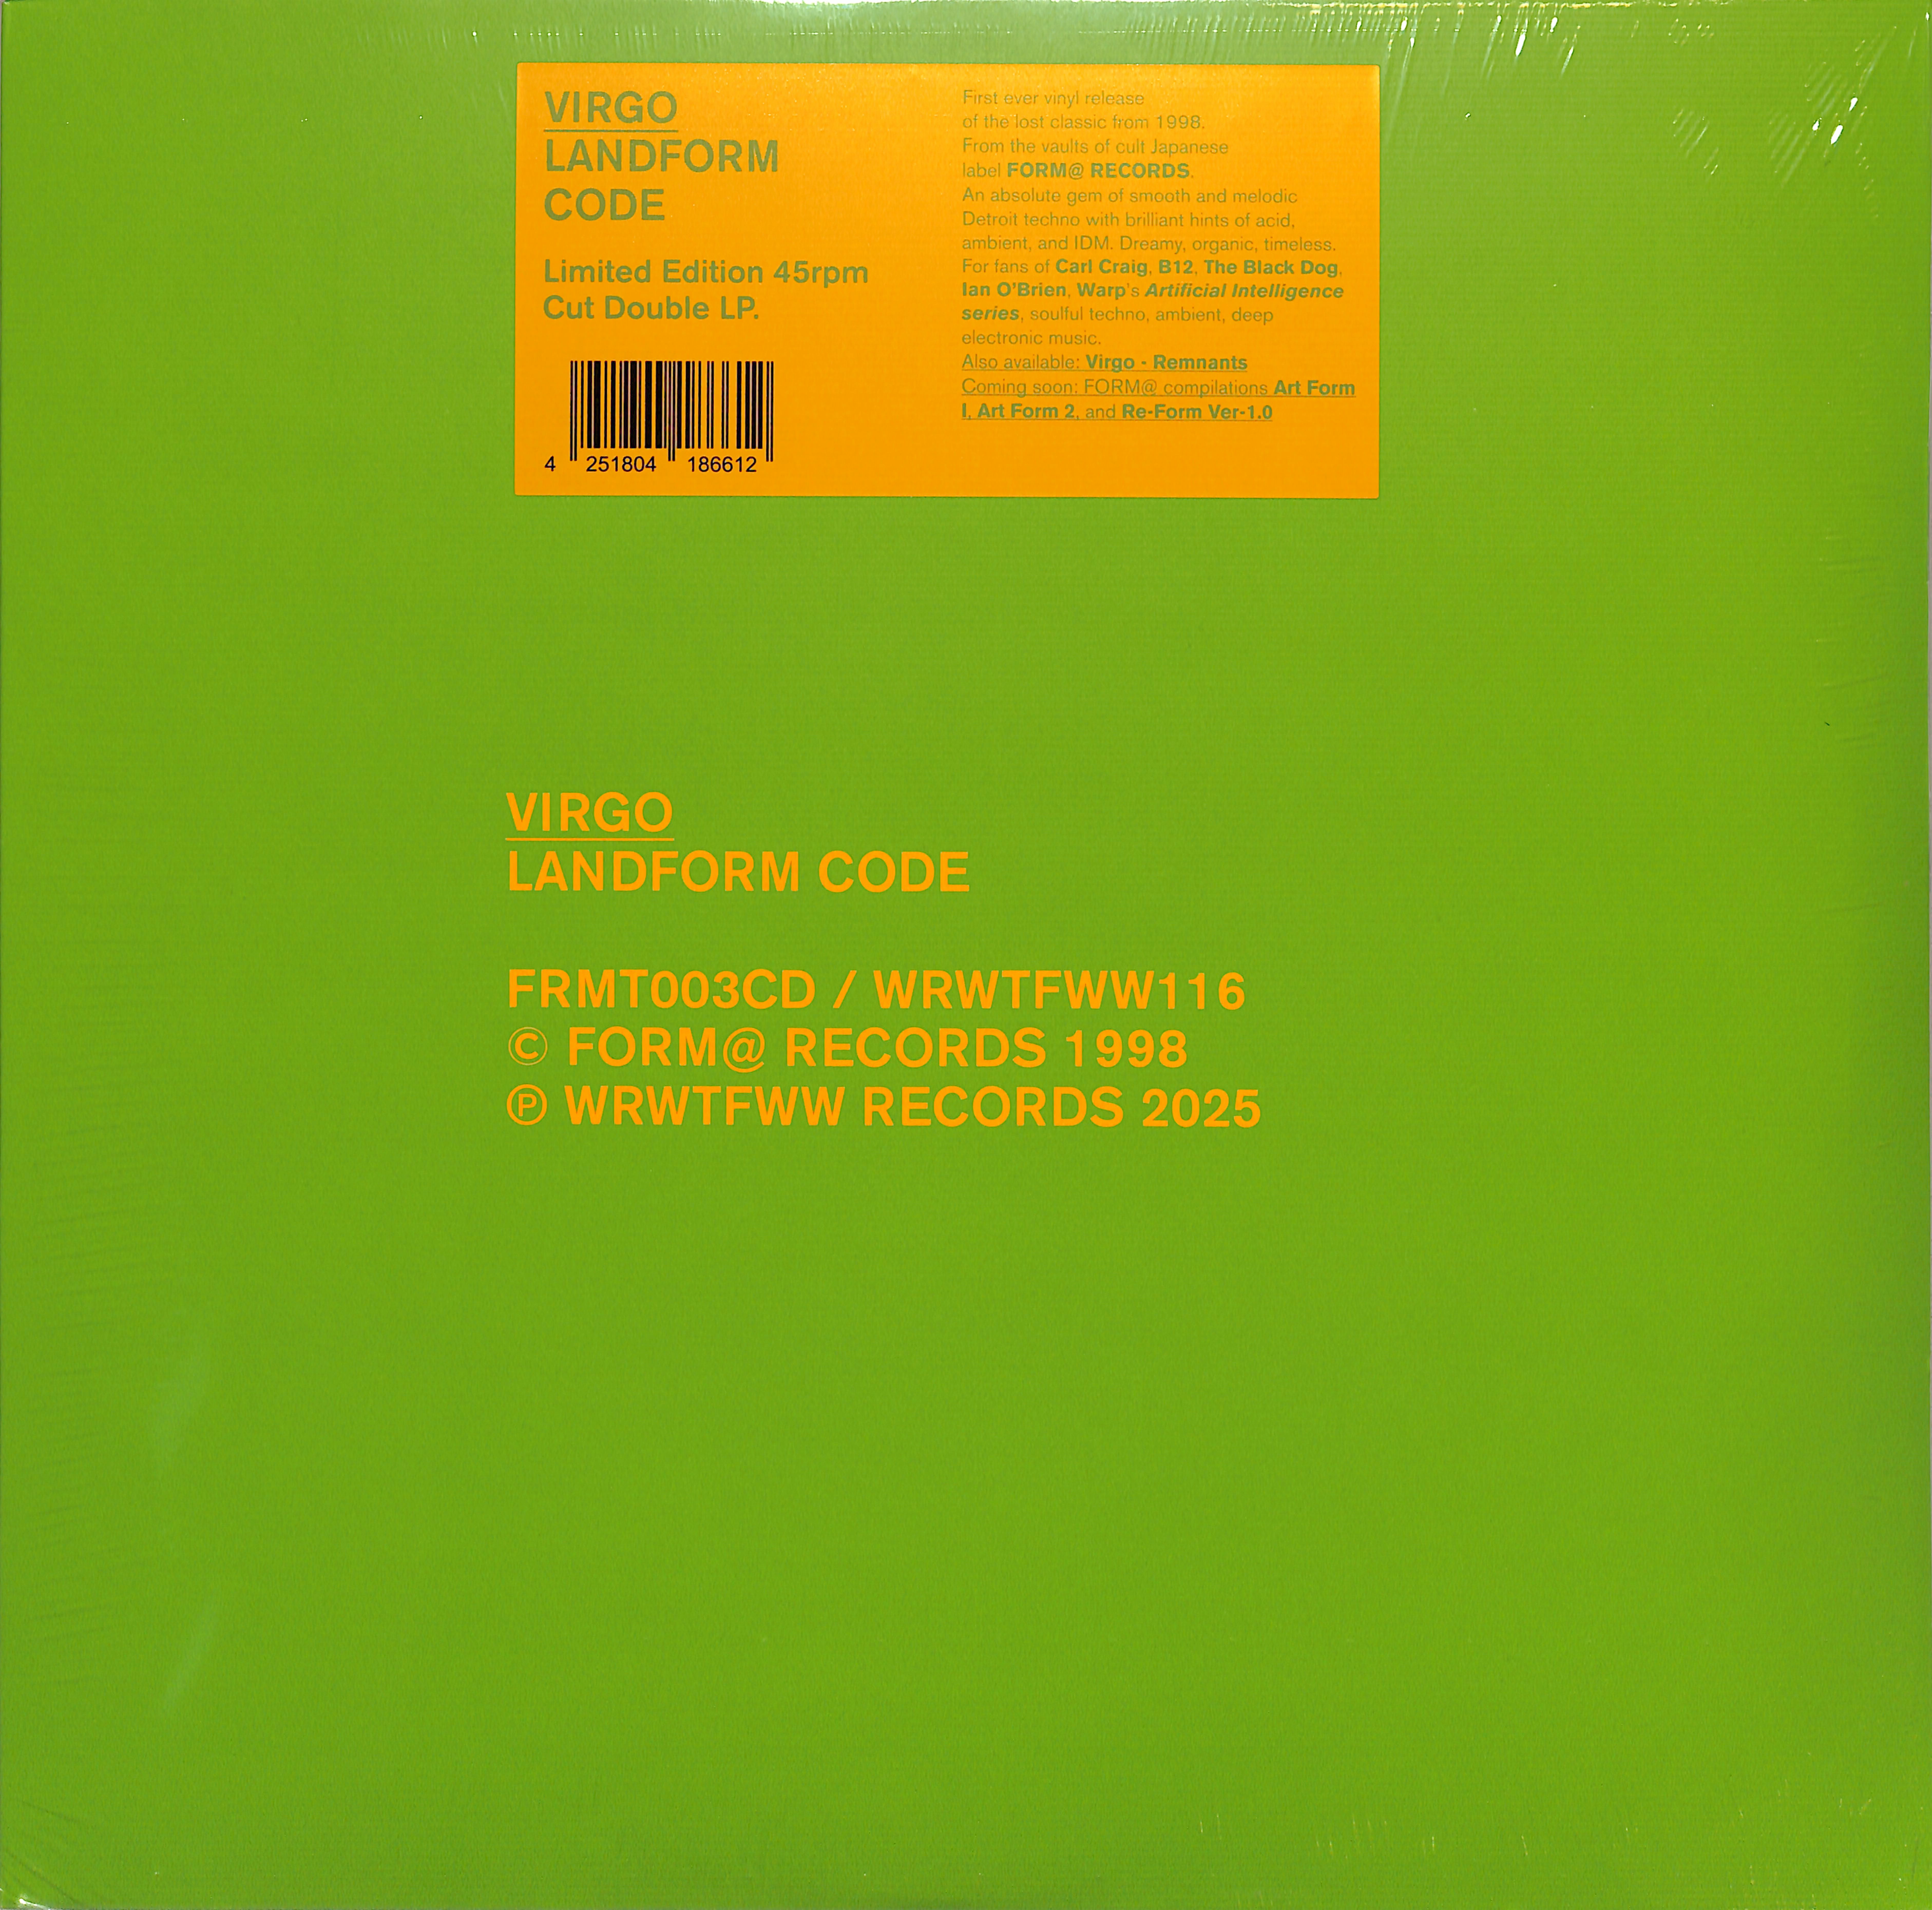 VIRGO
LANDFORM
CODE
Limited Edition 45rpm
Cut Double LP.
4 251804 186612
First ever vinyl release
of the lost classic from 1998.
From the vaults of cult Japanese
label FORM@ RECORDS.
An absolute gem of smooth and melodic
Detroit techno with brilliant hints of acid,
ambient, and IDM. Dreamy, organic, timeless.
For fans of Carl Craig, B12, The Black Dog,
Ian O'Brien, Warp's Artificial Intelligence
series, soulful techno, ambient, deep
electronic music.
Also available: Virgo - Remnants
Coming soon: FORM@ compilations Art Form
I, Art Form 2, and Re-Form Ver-1.0
VIRGO
LANDFORM CODE
FRMT003CD / WRWTFWW116
© FORM@ RECORDS 1998
℗ WRWTFWW RECORDS 2025